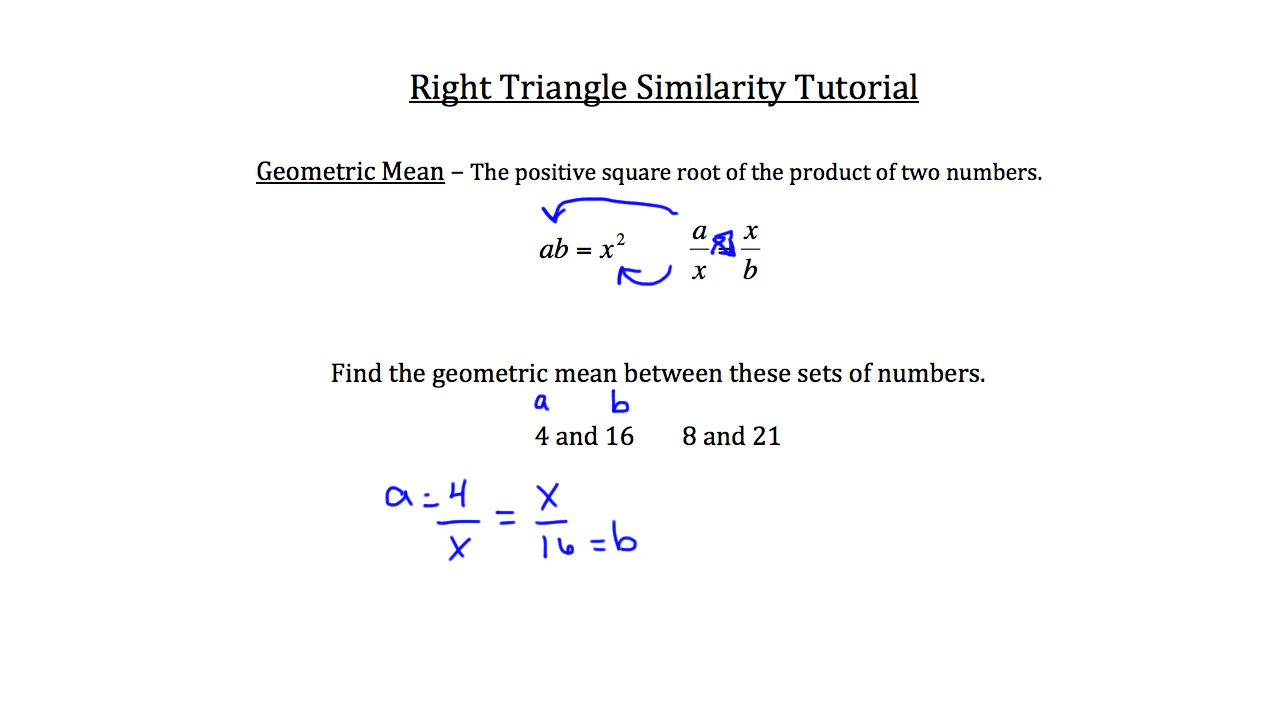 Right Triangle Similarity Tutorial
Geometric Mean – The positive square root of the product of two numbers.
ab = x² a/x = x/b
Find the geometric mean between these sets of numbers.
a b
4 and 16 8 and 21
a = 4/x = x/16 = b